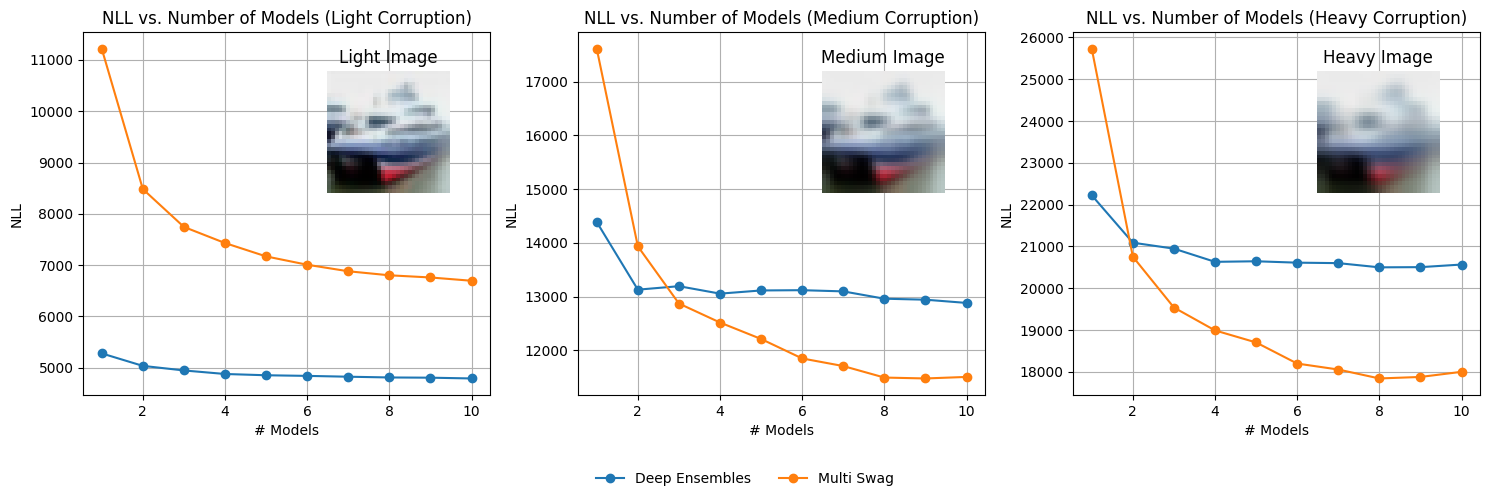 NLL vs. Number of Models (Light Corruption)
Light Image
11000
10000
9000
8000
7000
6000
5000
NLL
2
4
6
8
10
# Models
NLL vs. Number of Models (Medium Corruption)
Medium Image
17000
16000
15000
14000
13000
12000
NLL
2
4
6
8
10
# Models
NLL vs. Number of Models (Heavy Corruption)
Heavy Image
26000
25000
24000
23000
22000
21000
20000
19000
18000
NLL
2
4
6
8
10
# Models
Deep Ensembles
Multi Swag